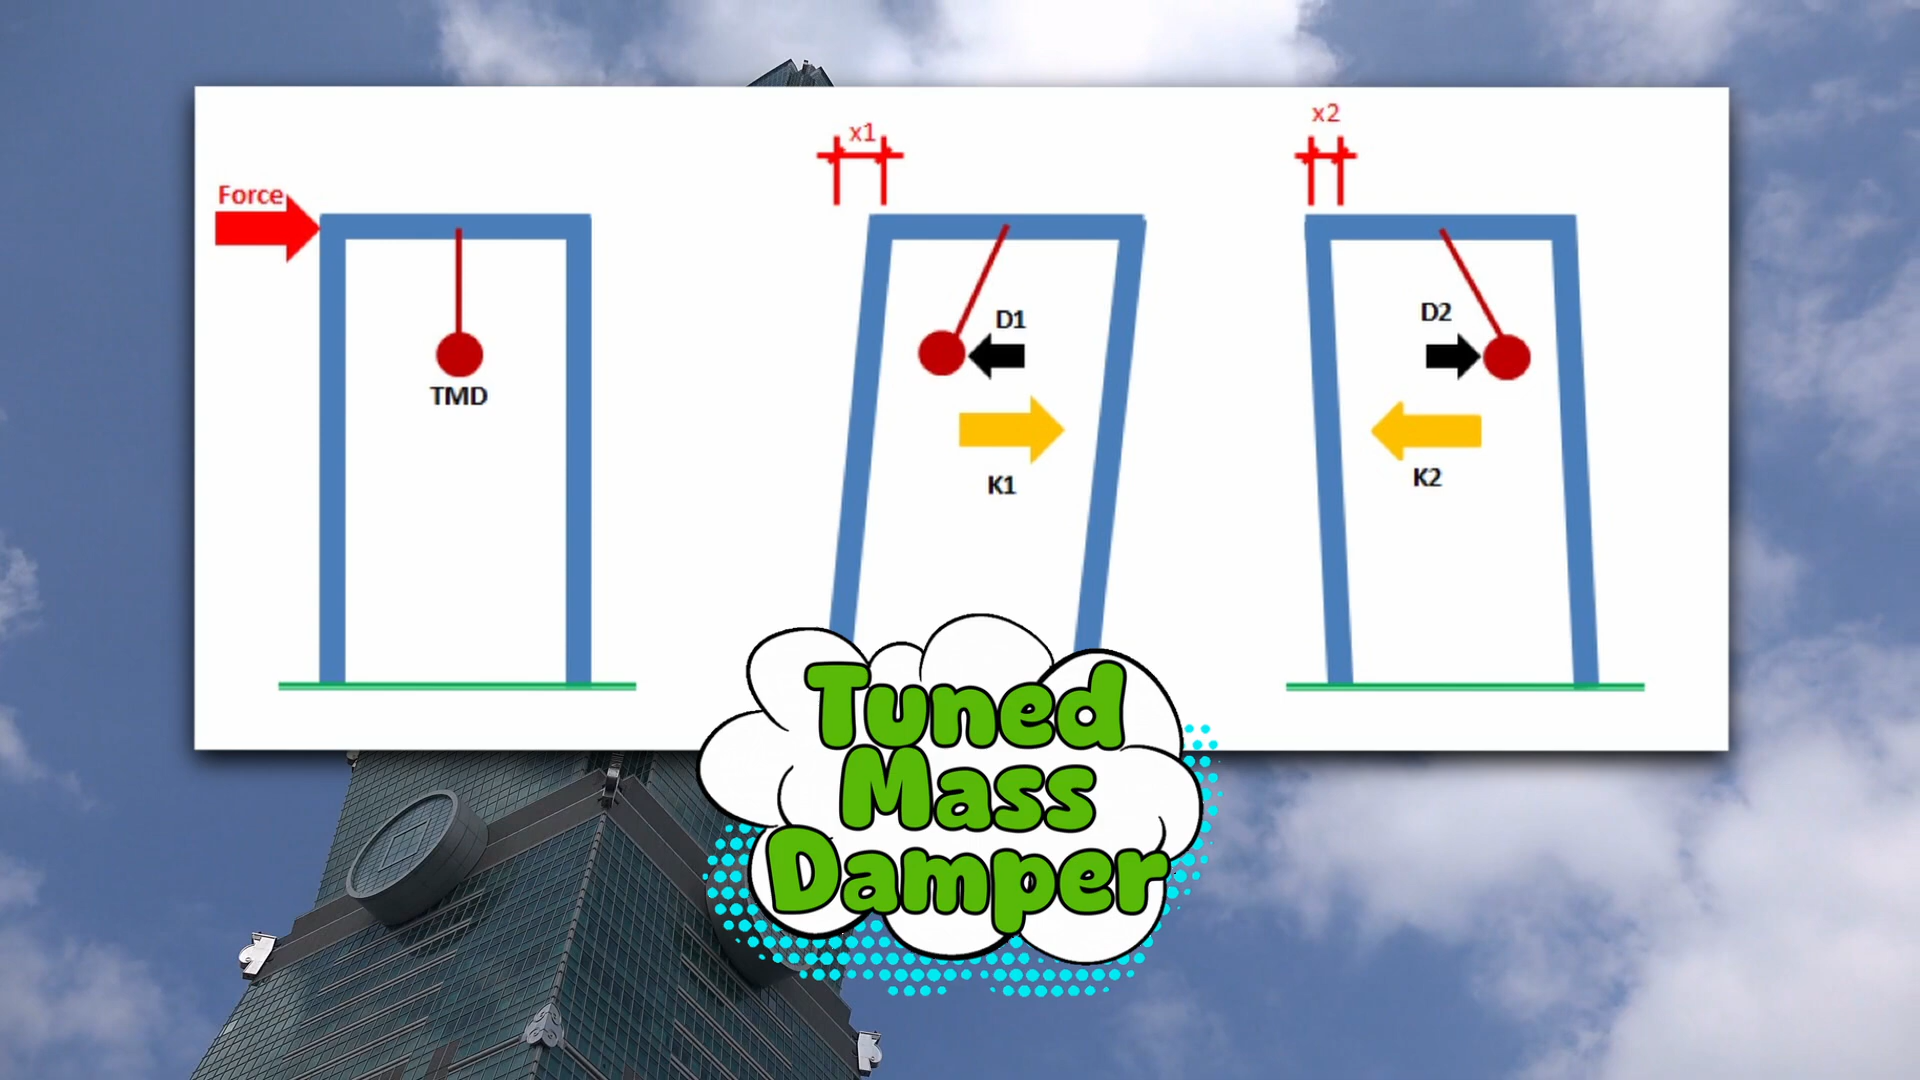 Force
TMD
x1
D1
K1
x2
D2
K2
Tuned
Mass
Damper